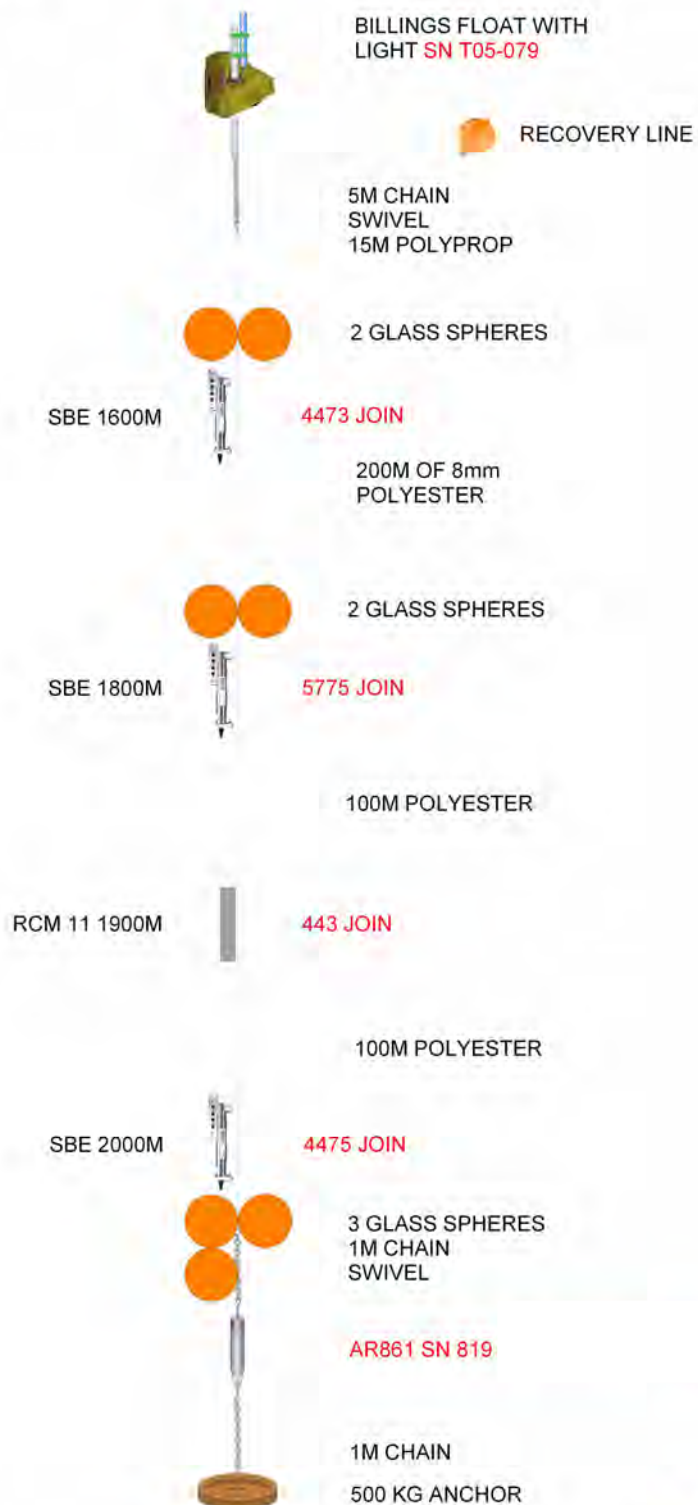 BILLINGS FLOAT WITH
LIGHT SN T05-079
RECOVERY LINE
5M CHAIN
SWIVEL
15M POLYPROP
2 GLASS SPHERES
SBE 1600M 4473 JOIN
200M OF 8mm
POLYESTER
2 GLASS SPHERES
SBE 1800M 5775 JOIN
100M POLYESTER
RCM 11 1900M 443 JOIN
100M POLYESTER
SBE 2000M 4475 JOIN
3 GLASS SPHERES
1M CHAIN
SWIVEL
AR861 SN 819
1M CHAIN
500 KG ANCHOR